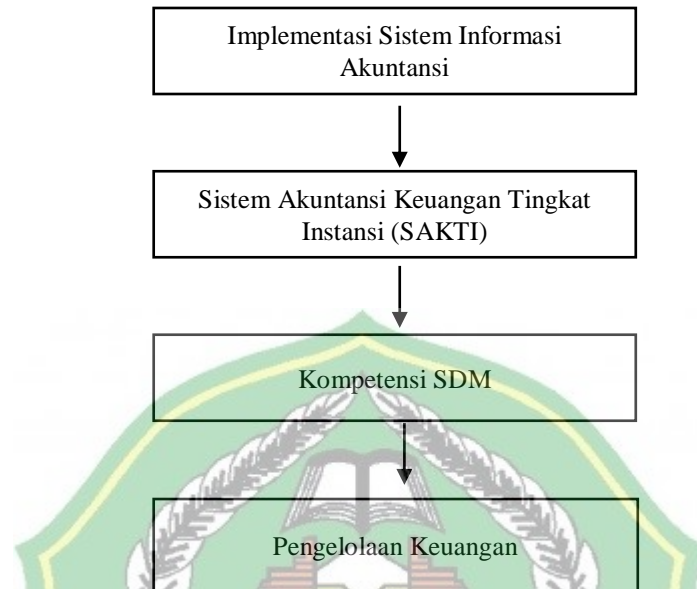 Implementasi Sistem Informasi
Akuntansi
Sistem Akuntansi Keuangan Tingkat
Instansi (SAKTI)
Kompetensi SDM
Pengelolaan Keuangan